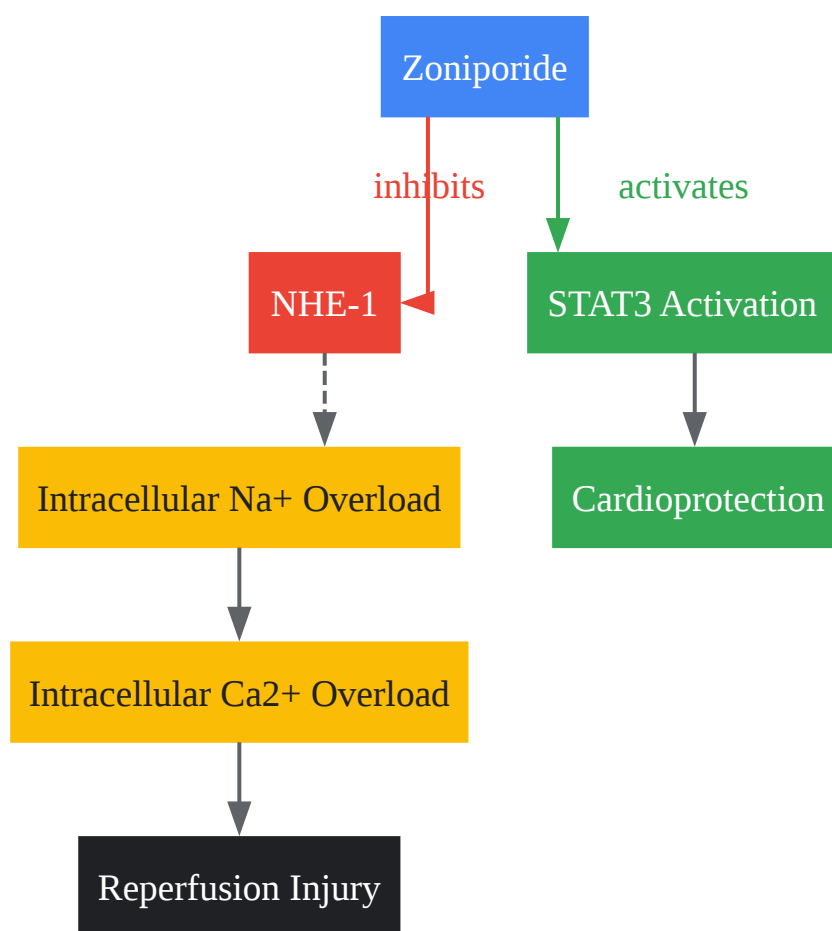 Zoniporide
inhibits
activates
NHE-1
STAT3 Activation
Intracellular Na+ Overload
Cardioprotection
Intracellular Ca2+ Overload
Reperfusion Injury